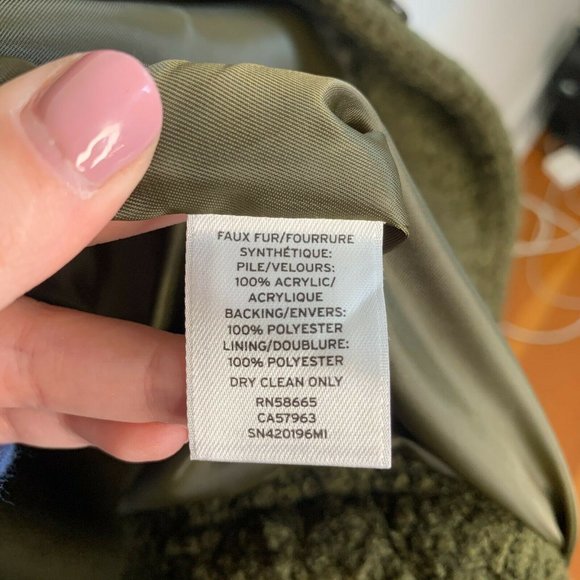 FAUX FUR/FOURRURE
SYNTHÉTIQUE:
PILE/VELOURS:
100% ACRYLIC/
ACRYLIQUE
BACKING/ENVERS:
100% POLYESTER
LINING/DOUBLURE:
100% POLYESTER
DRY CLEAN ONLY
RN58665
CA57963
SN420196MI